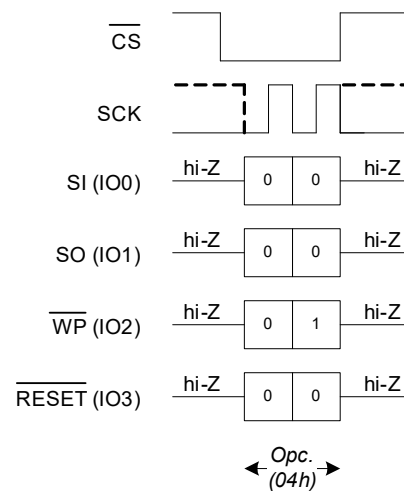 CS
SCK
hi-Z hi-Z
SI (IO0) 0 0
hi-Z hi-Z
SO (IO1) 0 0
hi-Z hi-Z
WP (IO2) 0 1
hi-Z hi-Z
RESET (IO3) 0 0
Opc.
(04h)